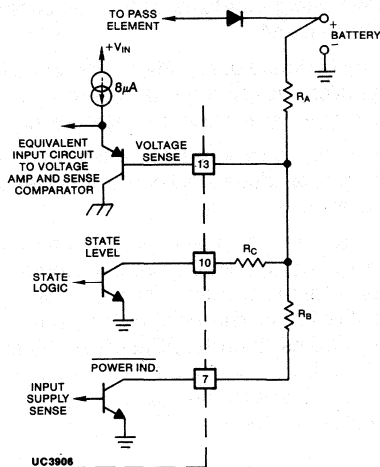 TO PASS
ELEMENT
+
BATTERY
−
+VIN
8μA
RA
EQUIVALENT
INPUT CIRCUIT
TO VOLTAGE
AMP AND SENSE
COMPARATOR
VOLTAGE
SENSE
13
STATE
LEVEL
10
RC
STATE
LOGIC
RB
POWER IND.
7
INPUT
SUPPLY
SENSE
UC3906